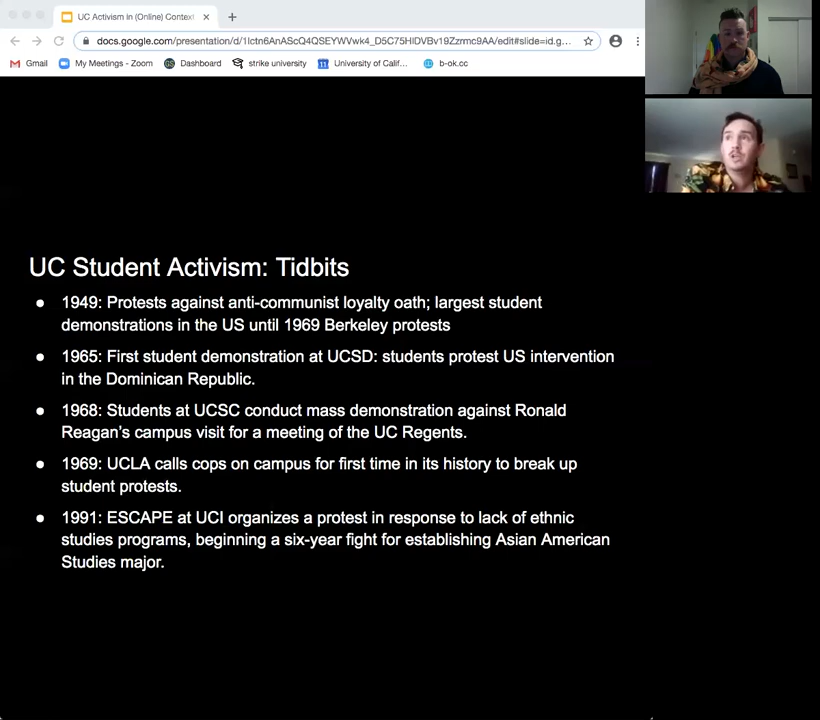 UC Activism In (Online) Context
docs.google.com/presentation/d/1lctn6AnAScQ4QSEYWVwk4_D5C75HlDVBv19Zzrmc9AA/edit#slide=id.g...
Gmail My Meetings - Zoom Dashboard strike university University of Calif... b-ok.cc
UC Student Activism: Tidbits
● 1949: Protests against anti-communist loyalty oath; largest student
demonstrations in the US until 1969 Berkeley protests
● 1965: First student demonstration at UCSD: students protest US intervention
in the Dominican Republic.
● 1968: Students at UCSC conduct mass demonstration against Ronald
Reagan’s campus visit for a meeting of the UC Regents.
● 1969: UCLA calls cops on campus for first time in its history to break up
student protests.
● 1991: ESCAPE at UCI organizes a protest in response to lack of ethnic
studies programs, beginning a six-year fight for establishing Asian American
Studies major.